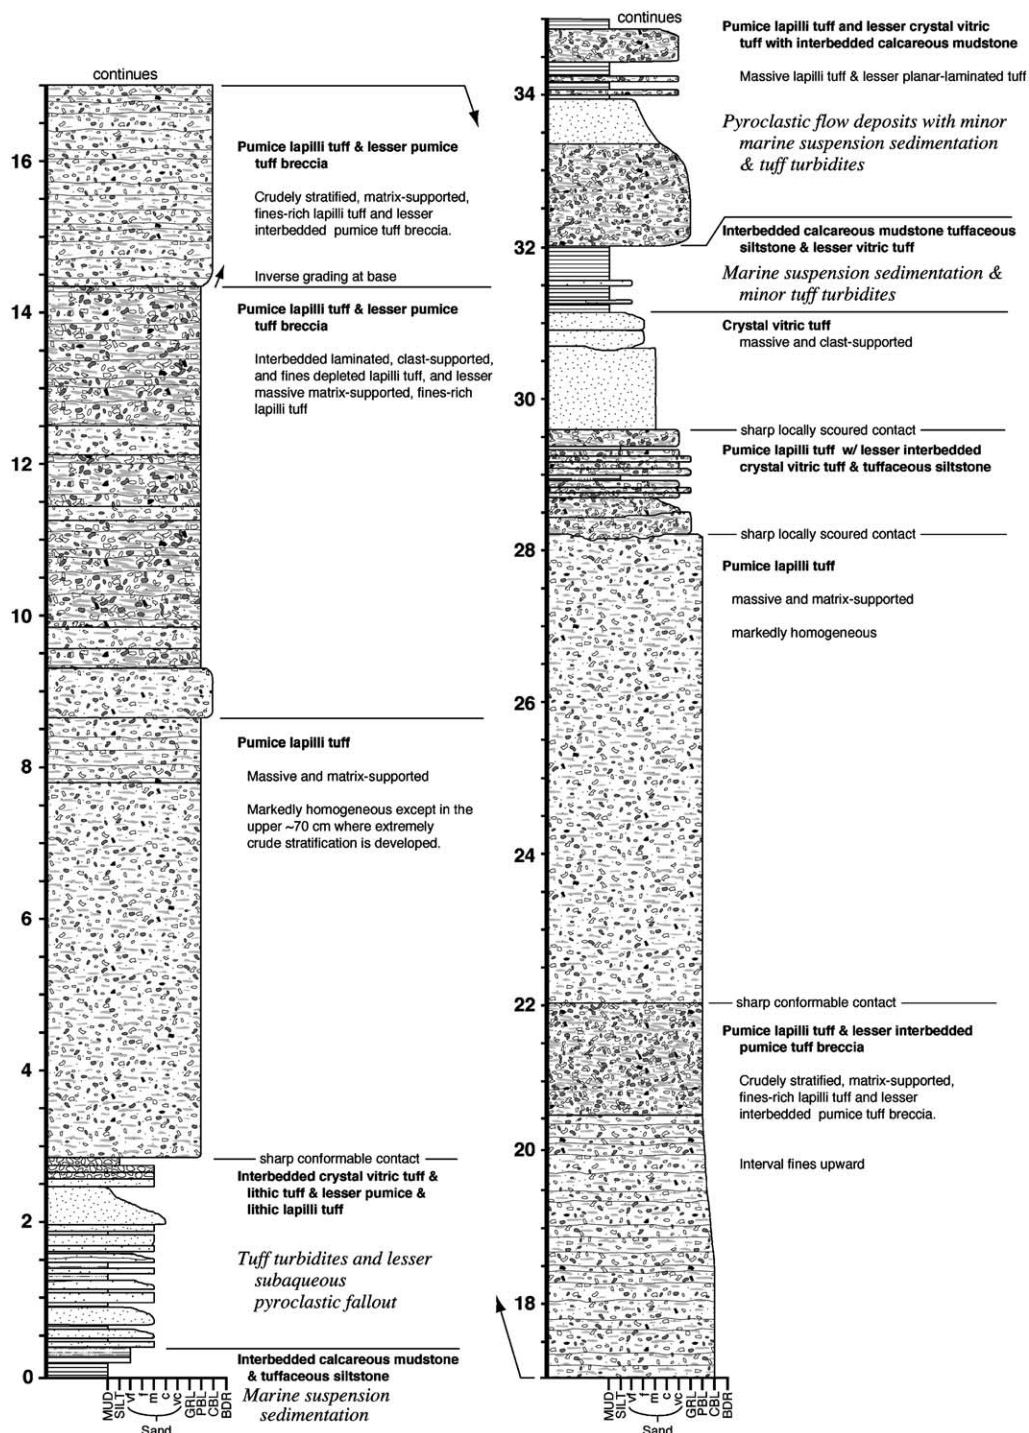 continues
16
14
12
10
8
6
4
2
0
Pumice lapilli tuff & lesser pumice
tuff breccia
Crudely stratified, matrix-supported,
fines-rich lapilli tuff and lesser
interbedded pumice tuff breccia.
Inverse grading at base
Pumice lapilli tuff & lesser pumice
tuff breccia
Interbedded laminated, clast-supported,
and fines depleted lapilli tuff, and lesser
massive matrix-supported, fines-rich
lapilli tuff
Pumice lapilli tuff
Massive and matrix-supported
Markedly homogeneous except in the
upper ~70 cm where extremely
crude stratification is developed.
sharp conformable contact
Interbedded crystal vitric tuff &
lithic tuff & lesser pumice &
lithic lapilli tuff
Tuff turbidites and lesser
subaqueous
pyroclastic fallout
Interbedded calcareous mudstone
& tuffaceous siltstone
Marine suspension
sedimentation
MUD
SILT
vf
f
m
c
vc
GRL
PBL
CBL
BDR
Sand
continues
34
32
30
28
26
24
22
20
18
Pumice lapilli tuff and lesser crystal vitric
tuff with interbedded calcareous mudstone
Massive lapilli tuff & lesser planar-laminated tuff
Pyroclastic flow deposits with minor
marine suspension sedimentation
& tuff turbidites
Interbedded calcareous mudstone tuffaceous
siltstone & lesser vitric tuff
Marine suspension sedimentation &
minor tuff turbidites
Crystal vitric tuff
massive and clast-supported
sharp locally scoured contact
Pumice lapilli tuff w/ lesser interbedded
crystal vitric tuff & tuffaceous siltstone
sharp locally scoured contact
Pumice lapilli tuff
massive and matrix-supported
markedly homogeneous
sharp conformable contact
Pumice lapilli tuff & lesser interbedded
pumice tuff breccia
Crudely stratified, matrix-supported,
fines-rich lapilli tuff and lesser
interbedded pumice tuff breccia.
Interval fines upward
MUD
SILT
vf
f
m
c
vc
GRL
PBL
CBL
BDR
Sand